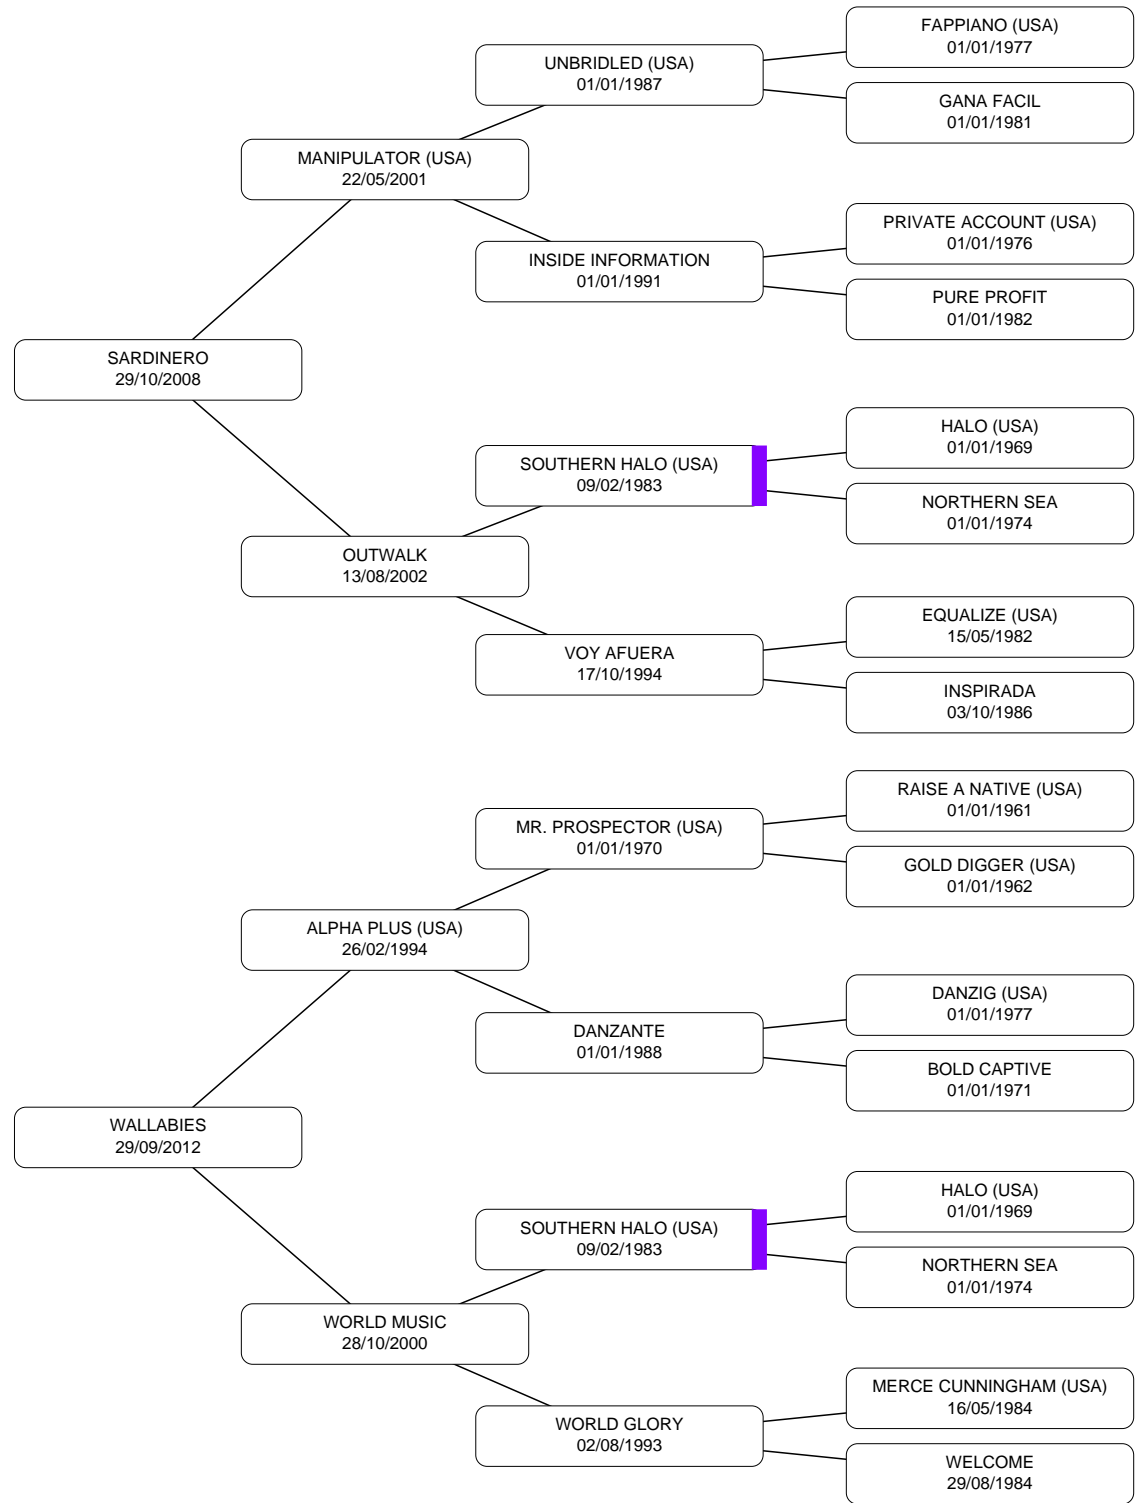 FAPPIANO (USA)
01/01/1977
UNBRIDLED (USA)
01/01/1987
GANA FACIL
01/01/1981
MANIPULATOR (USA)
22/05/2001
PRIVATE ACCOUNT (USA)
01/01/1976
INSIDE INFORMATION
01/01/1991
PURE PROFIT
01/01/1982
SARDINERO
29/10/2008
HALO (USA)
01/01/1969
SOUTHERN HALO (USA)
09/02/1983
NORTHERN SEA
01/01/1974
OUTWALK
13/08/2002
EQUALIZE (USA)
15/05/1982
VOY AFUERA
17/10/1994
INSPIRADA
03/10/1986
RAISE A NATIVE (USA)
01/01/1961
MR. PROSPECTOR (USA)
01/01/1970
GOLD DIGGER (USA)
01/01/1962
ALPHA PLUS (USA)
26/02/1994
DANZIG (USA)
01/01/1977
DANZANTE
01/01/1988
BOLD CAPTIVE
01/01/1971
WALLABIES
29/09/2012
HALO (USA)
01/01/1969
SOUTHERN HALO (USA)
09/02/1983
NORTHERN SEA
01/01/1974
WORLD MUSIC
28/10/2000
MERCE CUNNINGHAM (USA)
16/05/1984
WORLD GLORY
02/08/1993
WELCOME
29/08/1984